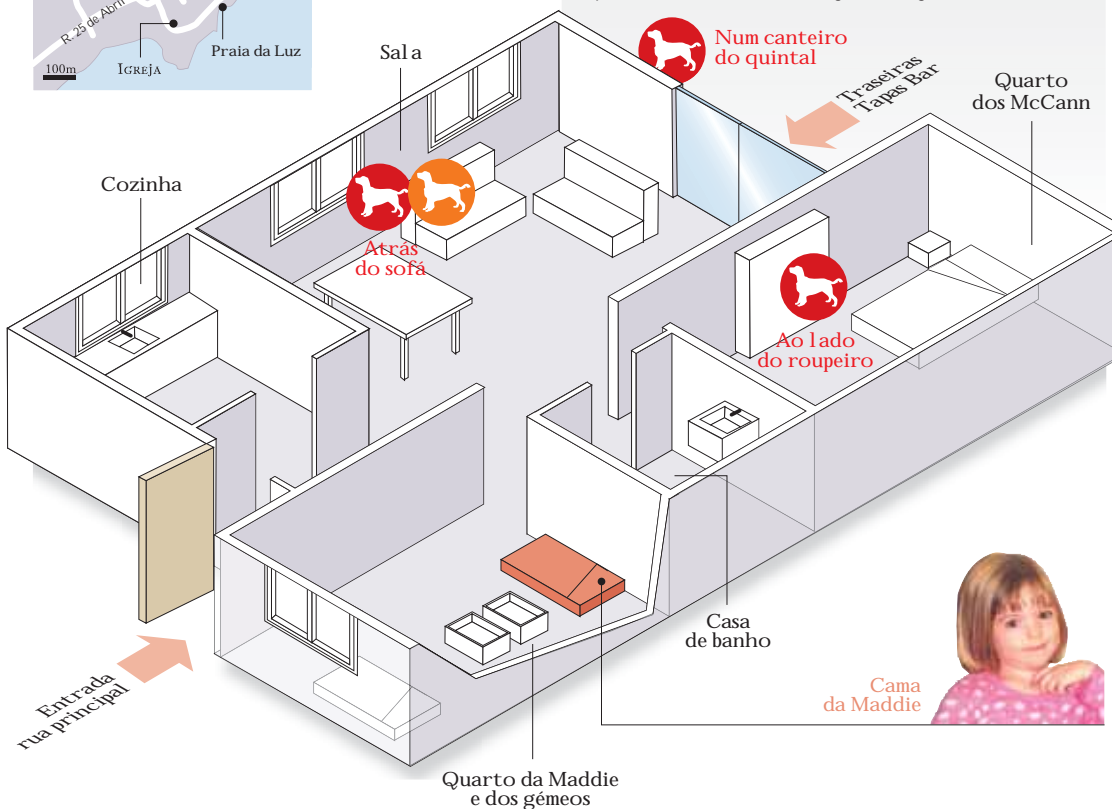 R. 25 de Abril
Praia da Luz
IGREJA
100m
Sala
Num canteiro
do quintal
Traseiras
Tapas Bar
Quarto
dos McCann
Cozinha
Atrás
do sofá
Ao lado
do roupeiro
Casa
de banho
Cama
da Maddie
Entrada
rua principal
Quarto da Maddie
e dos gémeos